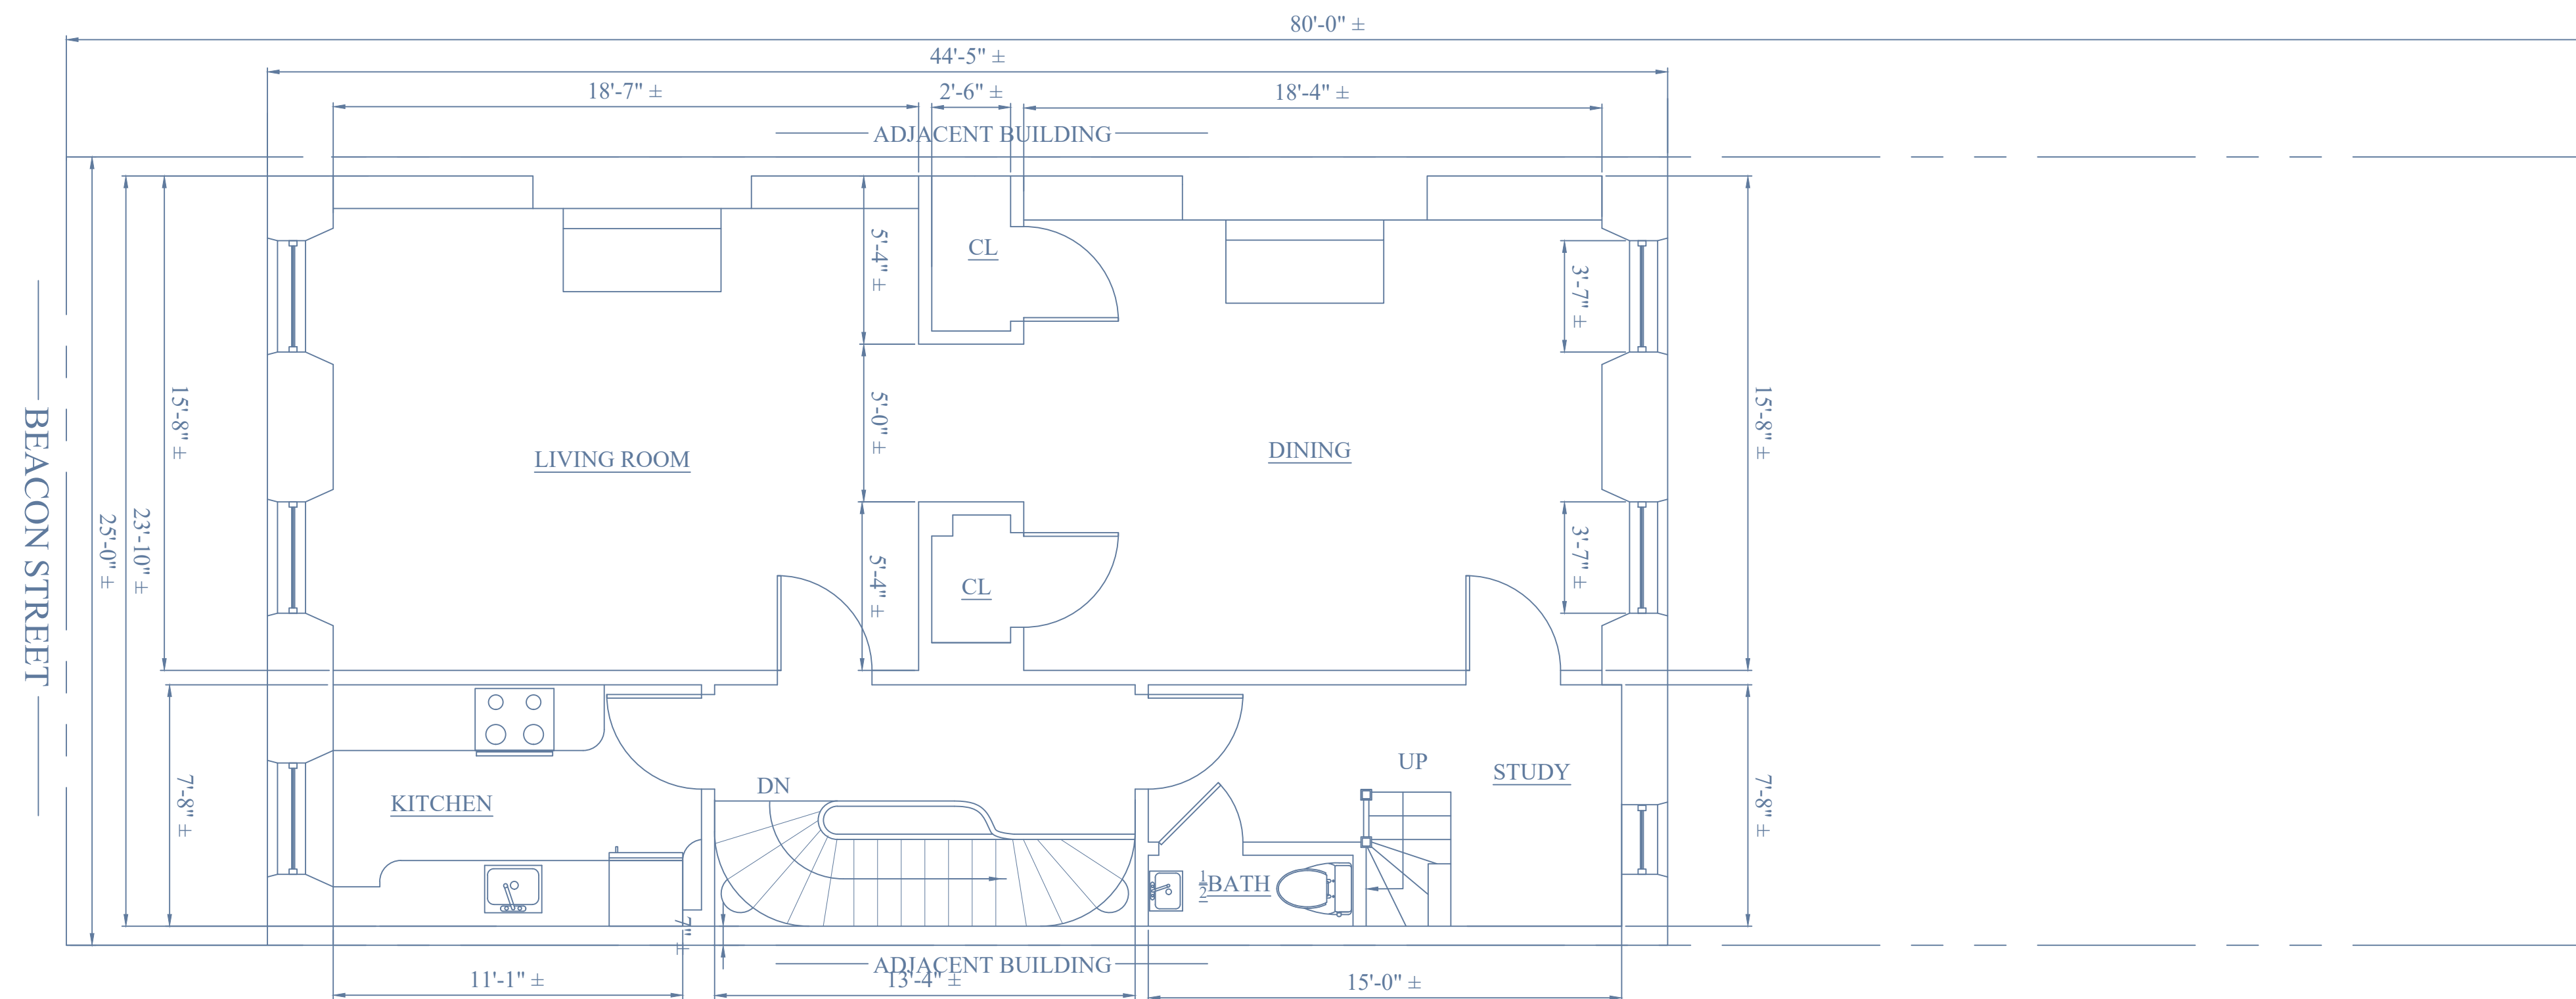 80'-0" ±
44'-5" ±
18'-7" ±
2'-6" ±
18'-4" ±
ADJACENT BUILDING
5'-4" ±
CL
3'-7" ±
15'-8" ±
5'-0" ±
15'-8" ±
BEACON STREET
LIVING ROOM
DINING
25'-0" ±
23'-10" ±
3'-7" ±
5'-4" ±
CL
UP
STUDY
DN
7'-8" ±
KITCHEN
7'-8" ±
½BATH
7" ±
ADJACENT BUILDING
11'-1" ±
13'-4" ±
15'-0" ±